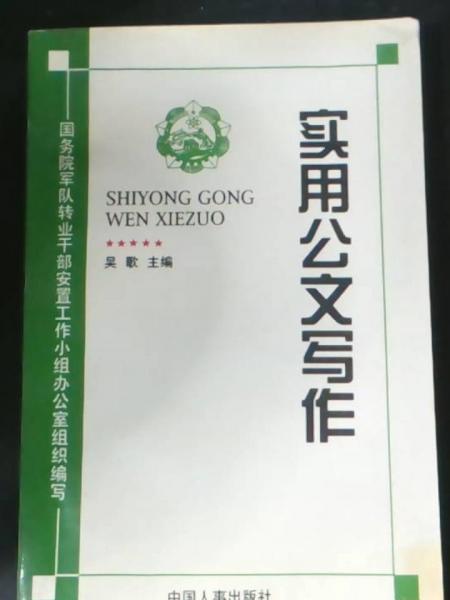 国务院军队转业干部安置工作小组办公室组织编写
SHIYONG GONG
WEN XIEZUO
★★★★★
吴歌 主编
实用公文写作
中国人事出版社